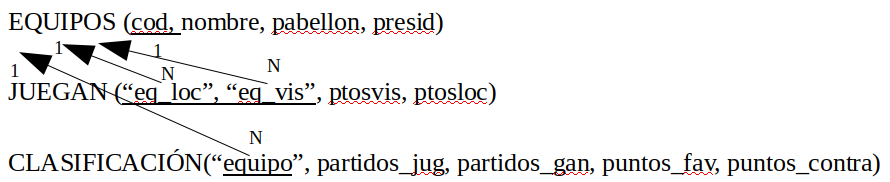 EQUIPOS (cod, nombre, pabellon, presid)
1 1
1 N N
JUEGAN (“eq_loc”, “eq_vis”, ptosvis, ptosloc)
N
CLASIFICACIÓN(“equipo”, partidos_jug, partidos_gan, puntos_fav, puntos_contra)